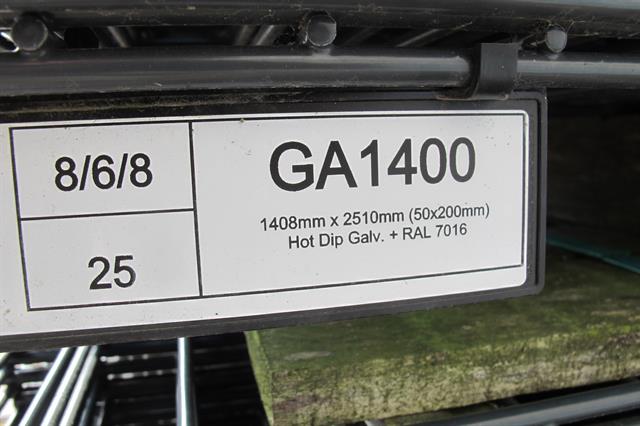 8/6/8
25
GA1400
1408mm x 2510mm (50x200mm)
Hot Dip Galv. + RAL 7016